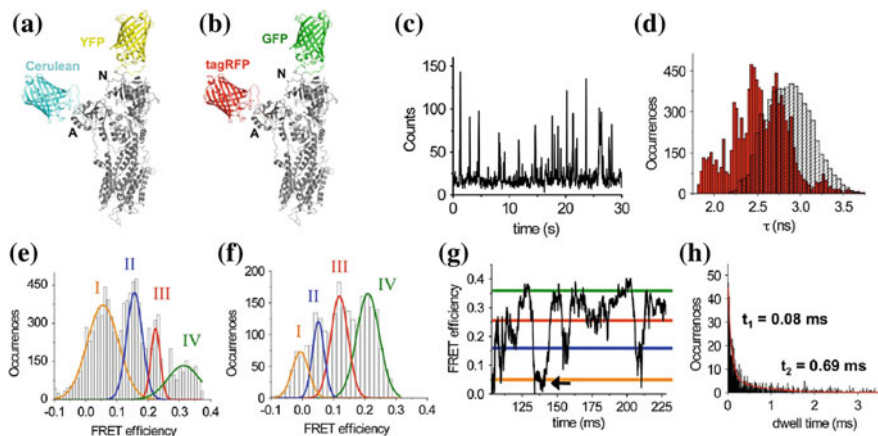 (a)
YFP
Cerulean
N
A
(b)
GFP
tagRFP
N
A
(c)
Counts
150
100
50
0
0 10 20 30
time (s)
(d)
Occurrences
450
300
150
0
2.0 2.5 3.0 3.5
τ (ns)
(e)
I II III IV
Occurrences
450
300
150
0
-0.1 0.0 0.1 0.2 0.3 0.4
FRET efficiency
(f)
I II III IV
Occurrences
200
150
100
50
0
-0.1 0.0 0.1 0.2 0.3 0.4
FRET efficiency
(g)
FRET efficiency
0.4
0.3
0.2
0.1
0.0
105 125 150 175 200 225
time (ms)
(h)
Occurrences
50
40
30
20
10
0
t1 = 0.08 ms
t2 = 0.69 ms
0 1 2 3
dwell time (ms)